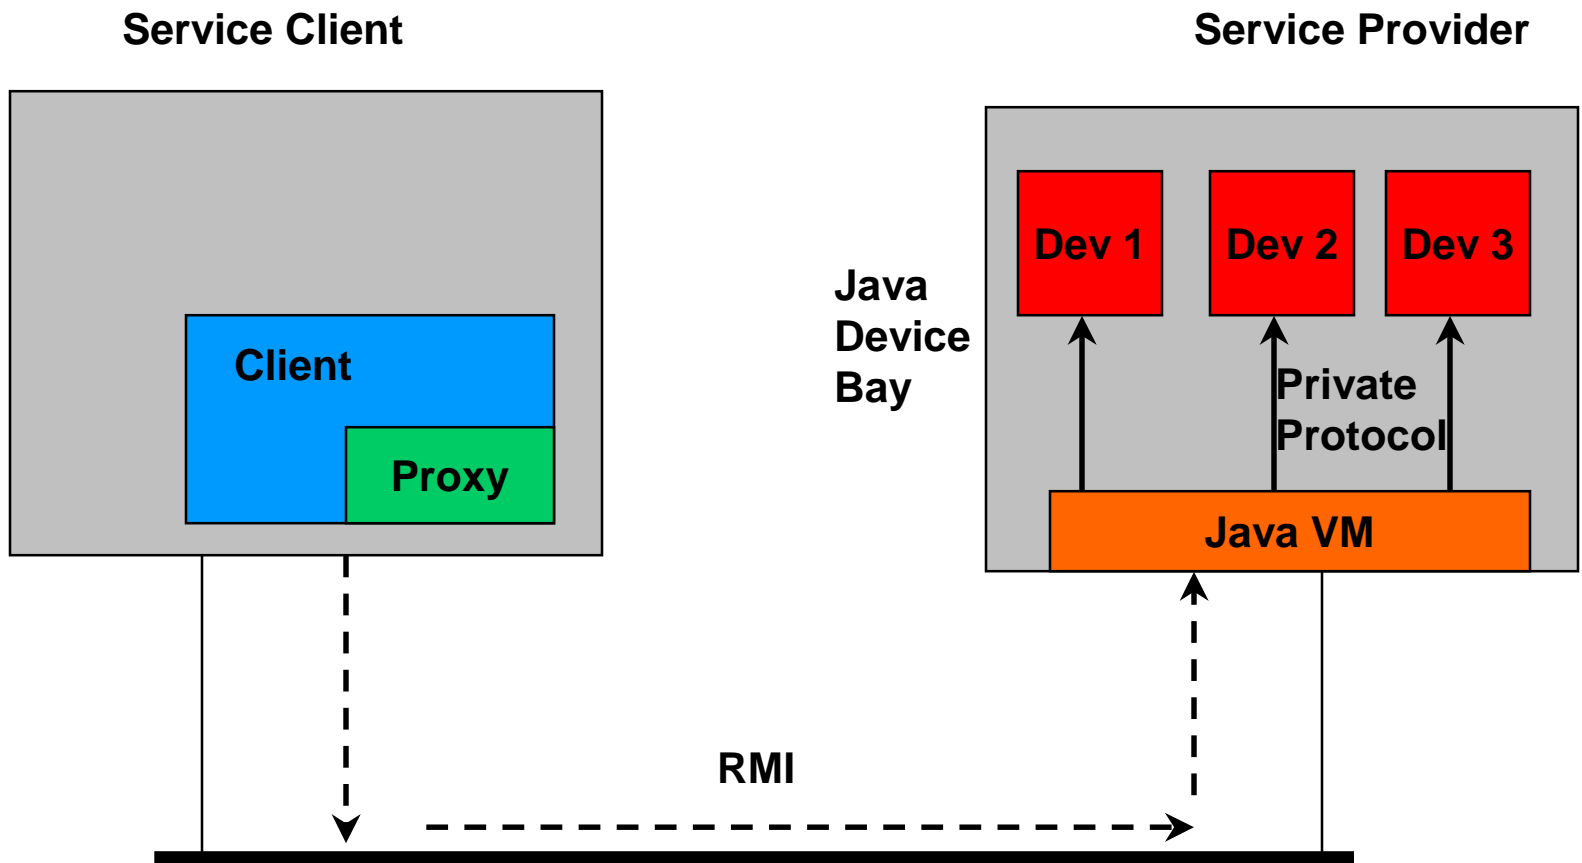 Service Client
Service Provider
Dev 1
Dev 2
Dev 3
Java
Device
Bay
Client
Private
Protocol
Proxy
Java VM
RMI